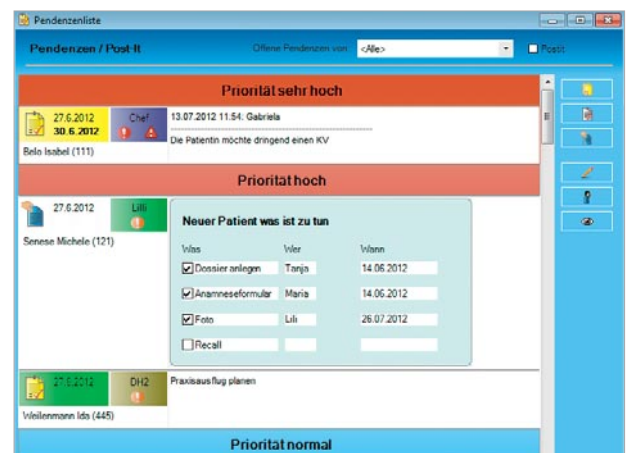 Pendenzenliste
Pendenzen / Post-It
Offene Pendenzen von: <Alle>
Postit
Priorität sehr hoch
27.6.2012 Chef 13.07.2012 11:54: Gabriela
30.6.2012
Die Patientin möchte dringend einen KV
Belo Isabel (111)
Priorität hoch
27.6.2012 Lilli
Neuer Patient was ist zu tun
Senese Michele (121)
Was Wer Wann
Dossier anlegen Tanja 14.06.2012
Anamneseformular Maria 14.06.2012
Foto Lili 26.07.2012
Recall
27.6.2012 DH2 Praxisausflug planen
Weilenmann Ida (445)
Priorität normal